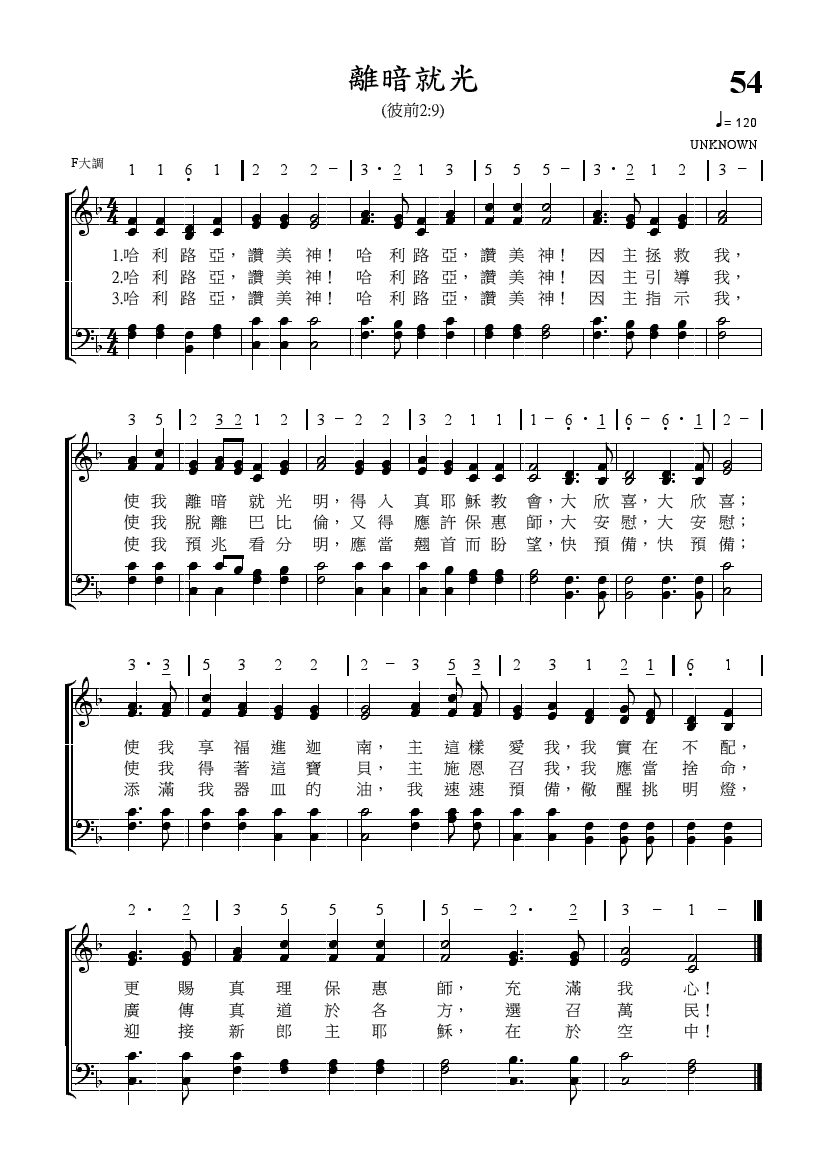 離暗就光
54
(彼前2:9)
♩= 120
UNKNOWN
F大調 1 1 6̣ 1 | 2 2 2 – | 3 · 2̲ 1 3 | 5 5 5 – | 3 · 2̲ 1 2 | 3 – |
4/4
1.哈利路亞，讚美神！哈利路亞，讚美神！因主拯救我，
2.哈利路亞，讚美神！哈利路亞，讚美神！因主引導我，
3.哈利路亞，讚美神！哈利路亞，讚美神！因主指示我，
4/4
3 5 | 2 3̲ 2̲ 1 2 | 3 – 2 2 | 3 2 1 1 | 1 – 6̣ · 1̲ | 6̣ – 6̣ · 1̲ | 2 – |
使我離暗就光明，得入真耶穌教會，大欣喜，大欣喜；
使我脫離巴比倫，又得應許保惠師，大安慰，大安慰；
使我預兆看分明，應當翹首而盼望，快預備，快預備；
3 · 3̲ | 5 3 2 2 | 2 – 3 5̲ 3̲ | 2 3 1 2̲ 1̲ | 6̣ 1 |
使我享福進迦南，主這樣愛我，我實在不配，
使我得著這寶貝，主施恩召我，我應當捨命，
添滿我器皿的油，我速速預備，儆醒挑明燈，
2 · 2̲ | 3 5 5 5 | 5 – 2 · 2̲ | 3 – 1 – ‖
更賜真理保惠師，充滿我心！
廣傳真道於各方，選召萬民！
迎接新郎主耶穌，在於空中！